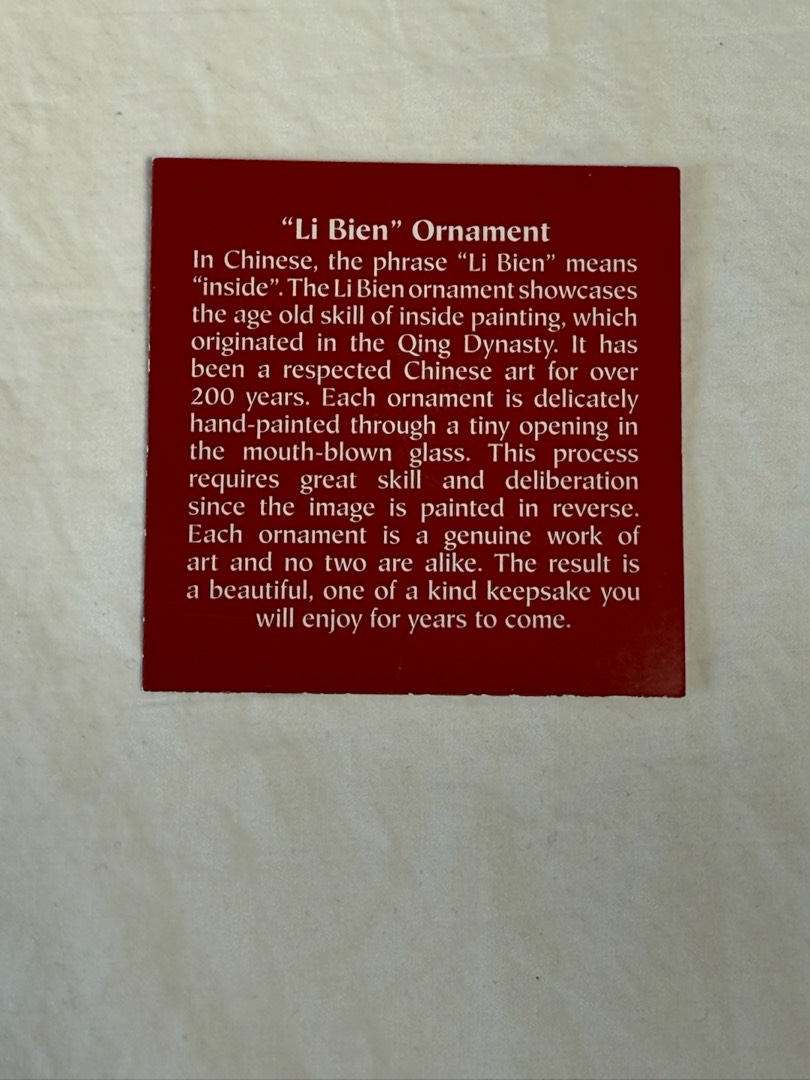 “Li Bien” Ornament
In Chinese, the phrase “Li Bien” means
“inside”. The Li Bien ornament showcases
the age old skill of inside painting, which
originated in the Qing Dynasty. It has
been a respected Chinese art for over
200 years. Each ornament is delicately
hand-painted through a tiny opening in
the mouth-blown glass. This process
requires great skill and deliberation
since the image is painted in reverse.
Each ornament is a genuine work of
art and no two are alike. The result is
a beautiful, one of a kind keepsake you
will enjoy for years to come.